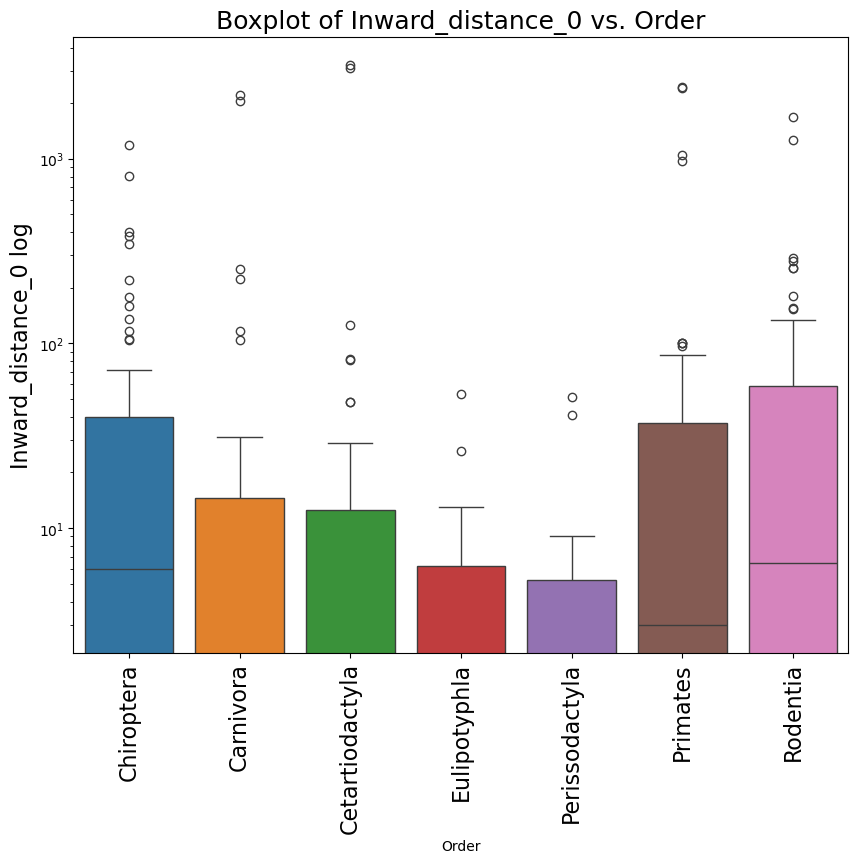 Boxplot of Inward_distance_0 vs. Order
Inward_distance_0 log
10³
10²
10¹
Chiroptera
Carnivora
Cetartiodactyla
Eulipotyphla
Perissodactyla
Primates
Rodentia
Order